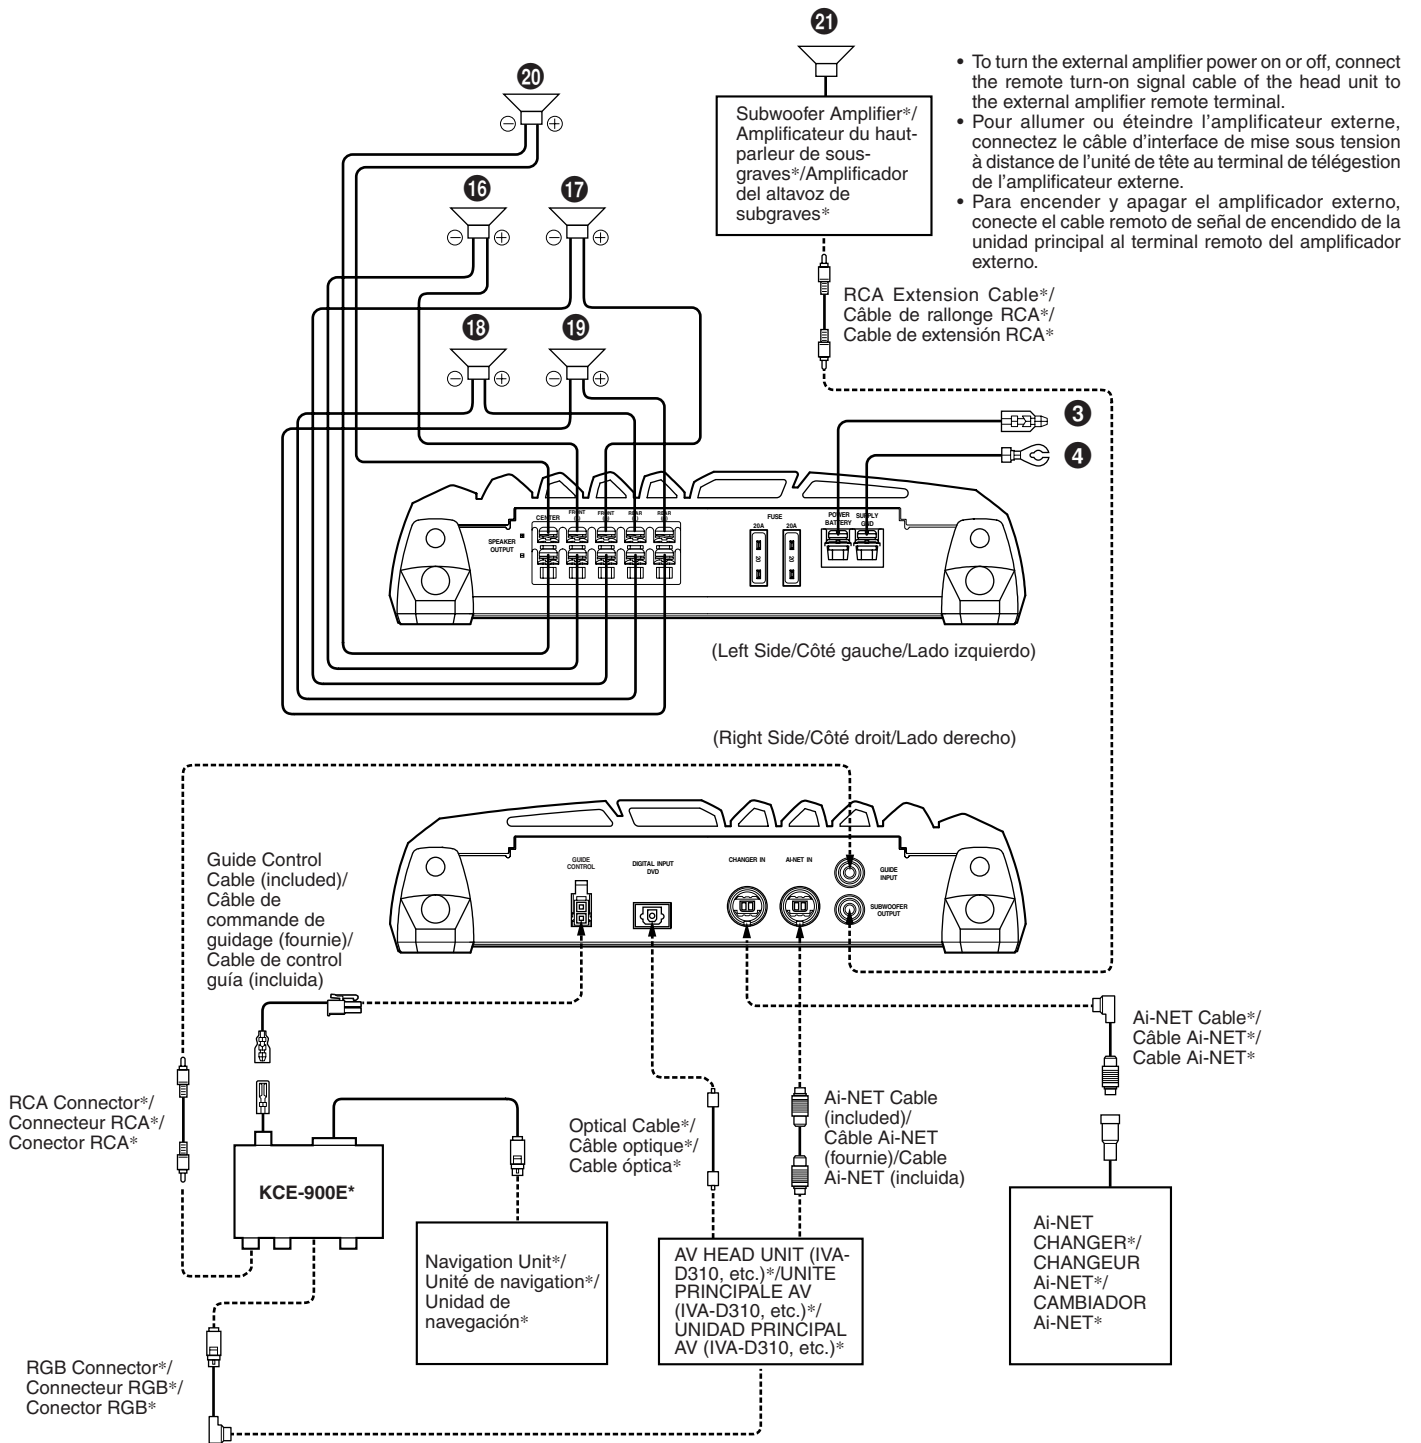 21
20
Subwoofer Amplifier*/
Amplificateur du haut-
parleur de sous-
graves*/Amplificador
del altavoz de
subgraves*
• To turn the external amplifier power on or off, connect
the remote turn-on signal cable of the head unit to
the external amplifier remote terminal.
• Pour allumer ou éteindre l’amplificateur externe,
connectez le câble d’interface de mise sous tension
à distance de l’unité de tête au terminal de télégestion
de l’amplificateur externe.
• Para encender y apagar el amplificador externo,
conecte el cable remoto de señal de encendido de la
unidad principal al terminal remoto del amplificador
externo.
⊖ ⊕
16 17
⊖ ⊕ ⊖ ⊕
RCA Extension Cable*/
Câble de rallonge RCA*/
Cable de extensión RCA*
18 19
⊖ ⊕ ⊖ ⊕
3
4
CENTER FRONT FRONT REAR REAR
SPEAKER
OUTPUT
FUSE
20A 20A
20 20
POWER SUPPLY
BATTERY GND
(Left Side/Côté gauche/Lado izquierdo)
(Right Side/Côté droit/Lado derecho)
GUIDE
CONTROL
DIGITAL INPUT
DVD
CHANGER IN
AI-NET IN
GUIDE
INPUT
SUBWOOFER
OUTPUT
Guide Control
Cable (included)/
Câble de
commande de
guidage (fournie)/
Cable de control
guía (incluida)
Ai-NET Cable*/
Câble Ai-NET*/
Cable Ai-NET*
RCA Connector*/
Connecteur RCA*/
Conector RCA*
Optical Cable*/
Câble optique*/
Cable óptica*
Ai-NET Cable
(included)/
Câble Ai-NET
(fournie)/Cable
Ai-NET (incluida)
KCE-900E*
Navigation Unit*/
Unité de navigation*/
Unidad de
navegación*
AV HEAD UNIT (IVA-
D310, etc.)*/UNITE
PRINCIPALE AV
(IVA-D310, etc.)*/
UNIDAD PRINCIPAL
AV (IVA-D310, etc.)*
Ai-NET
CHANGER*/
CHANGEUR
Ai-NET*/
CAMBIADOR
Ai-NET*
RGB Connector*/
Connecteur RGB*/
Conector RGB*